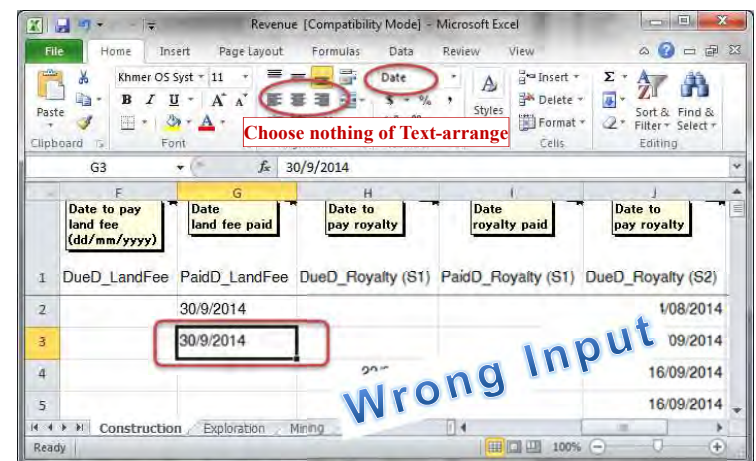 Revenue [Compatibility Mode] - Microsoft Excel
File Home Insert Page Layout Formulas Data Review View
Khmer OS Syst 11 Date Insert Σ
Paste B I U A A $ % , Styles Delete Sort & Find &
A Format Filter Select
Choose nothing of Text-arrange
Clipboard Font Cells Editing
G3 fx 30/9/2014
F G H I J
Date to pay land fee (dd/mm/yyyy) Date land fee paid Date to pay royalty Date royalty paid Date to pay royalty
1 DueD_LandFee PaidD_LandFee DueD_Royalty (S1) PaidD_Royalty (S1) DueD_Royalty (S2)
2 30/9/2014 /08/2014
3 30/9/2014 09/2014
4 16/09/2014
5 16/09/2014
Wrong Input
Construction Exploration Mining
Ready 100%